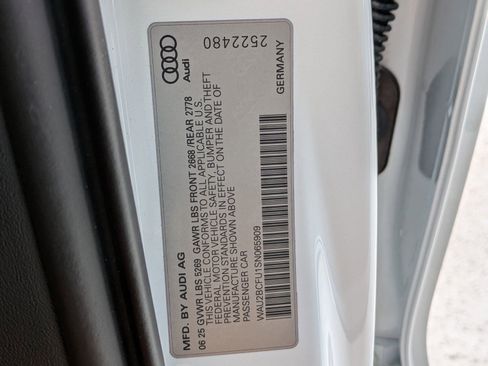 MFD. BY AUDI AG
06 25 GVWR LBS 5269 GAWR LBS FRONT 2668 / REAR 2778
THIS VEHICLE CONFORMS TO ALL APPLICABLE U.S.
FEDERAL MOTOR VEHICLE SAFETY, BUMPER AND THEFT
PREVENTION STANDARDS IN EFFECT ON THE DATE OF
MANUFACTURE SHOWN ABOVE
PASSENGER CAR
WAU2BCFU1SN065909
GERMANY
Audi
2522480